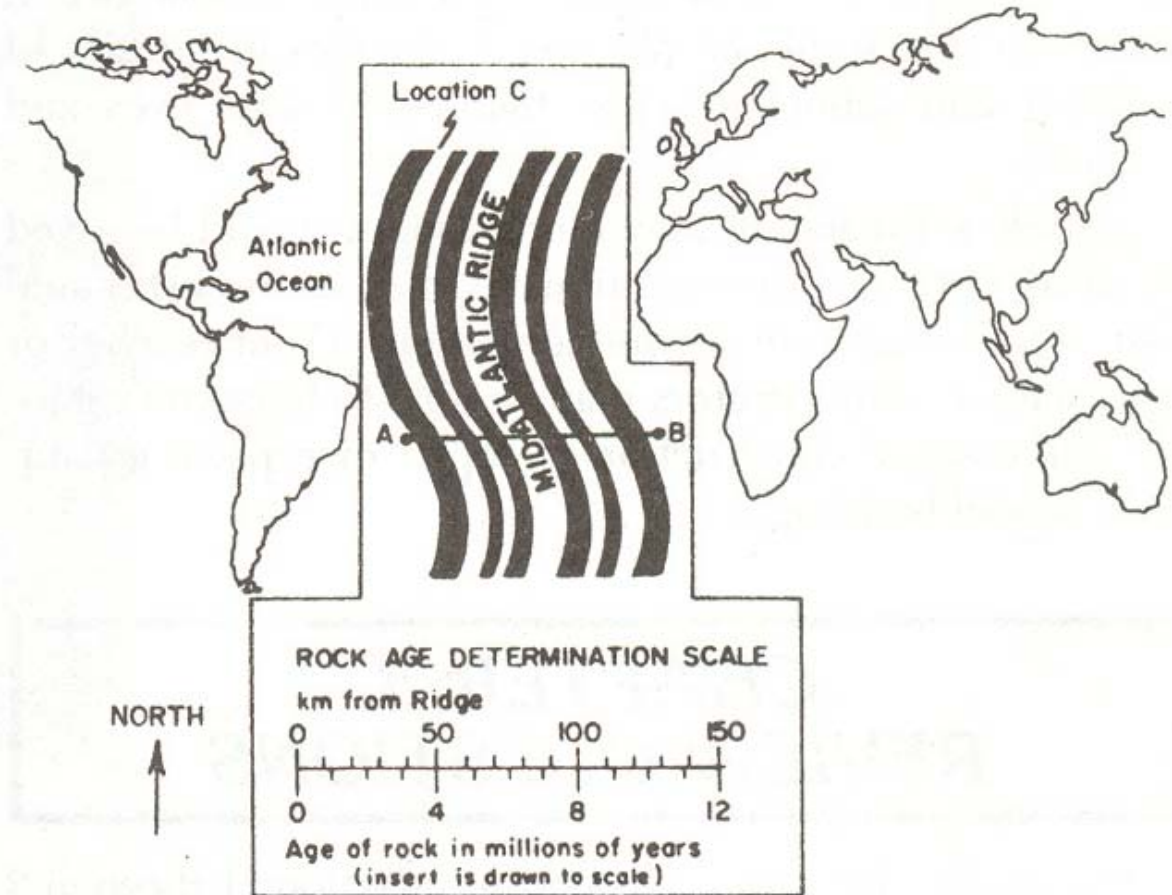 Location C
Atlantic
Ocean
MID-ATLANTIC RIDGE
A
B
ROCK AGE DETERMINATION SCALE
km from Ridge
0 50 100 150
0 4 8 12
Age of rock in millions of years
(insert is drawn to scale)
NORTH